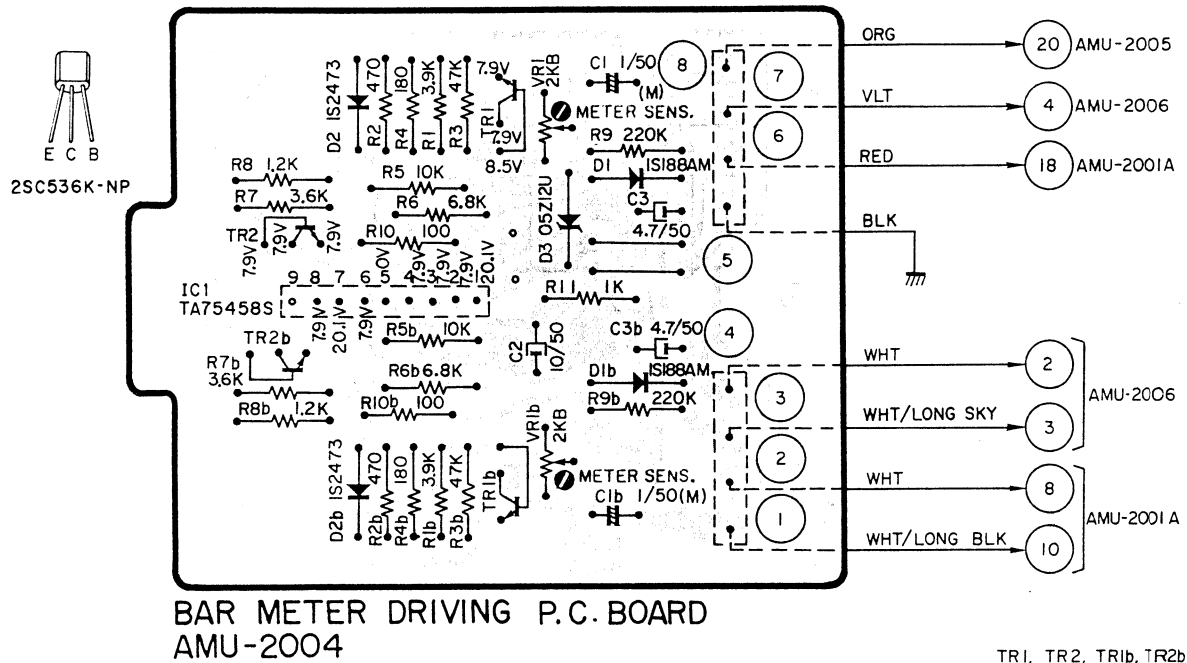 E C B
2SC536K-NP
D2 1S2473
R2 470
R4 180
R1 3.9K
R3 47K
7.9V
TR1
7.9V
8.5V
VR1
2KB
METER SENS.
C1 1/50
(M)
R9 220K
D1 1S188AM
C3
4.7/50
D3 05Z12U
R8 1.2K
R7 3.6K
TR2
7.9V
7.9V
7.9V
R5 10K
R6 6.8K
R10 100
0V
7.9V
7.9V
7.9V
20.1V
IC1
TA75458S
9 8 7 6 5 4 3 2 1
7.9V
20.1V
7.9V
R11 1K
C2
10/50
C3b 4.7/50
D1b 1S188AM
R9b 220K
TR2b
R7b
3.6K
R8b 1.2K
R5b 10K
R6b 6.8K
R10b 100
VR1b
2KB
METER SENS.
C1b 1/50(M)
D2b 1S2473
R2b 470
R4b 180
R1b 3.9K
R3b 47K
TR1b
8
7
6
5
4
3
2
1
ORG 20 AMU-2005
VLT 4 AMU-2006
RED 18 AMU-2001A
BLK
WHT 2
AMU-2006
WHT/LONG SKY 3
WHT 8
AMU-2001A
WHT/LONG BLK 10
BAR METER DRIVING P.C. BOARD
AMU-2004
TR1, TR2, TR1b, TR2b